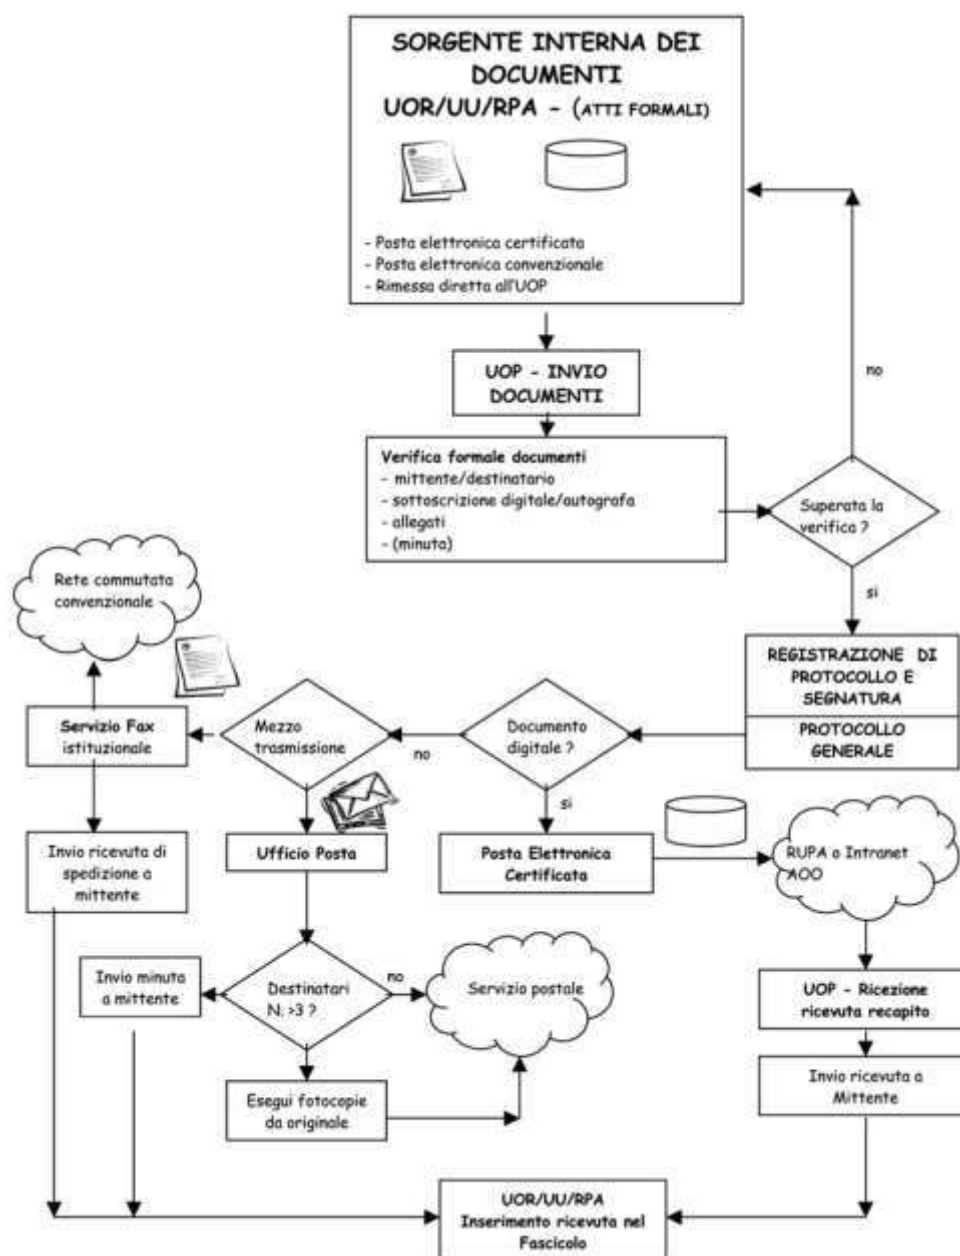 SORGENTE INTERNA DEI
DOCUMENTI
UOR/UU/RPA – (ATTI FORMALI)
- Posta elettronica certificata
- Posta elettronica convenzionale
- Rimessa diretta all'UOP
UOP - INVIO
DOCUMENTI
no
Verifica formale documenti
- mittente/destinatario
- sottoscrizione digitale/autografa
- allegati
- (minuta)
Superata la
verifica ?
si
Rete commutata
convenzionale
REGISTRAZIONE DI
PROTOCOLLO E
SEGNATURA
PROTOCOLLO
GENERALE
Documento
digitale ?
no
Mezzo
trasmissione
Servizio Fax
istituzionale
si
Invio ricevuta di
spedizione a
mittente
Ufficio Posta
Posta Elettronica
Certificata
RUPA o Intranet
AOO
Invio minuta
a mittente
Destinatari
N. >3 ?
no
Servizio postale
UOP - Ricezione
ricevuta recapito
Esegui fotocopie
da originale
Invio ricevuta a
Mittente
UOR/UU/RPA
Inserimento ricevuta nel
Fascicolo